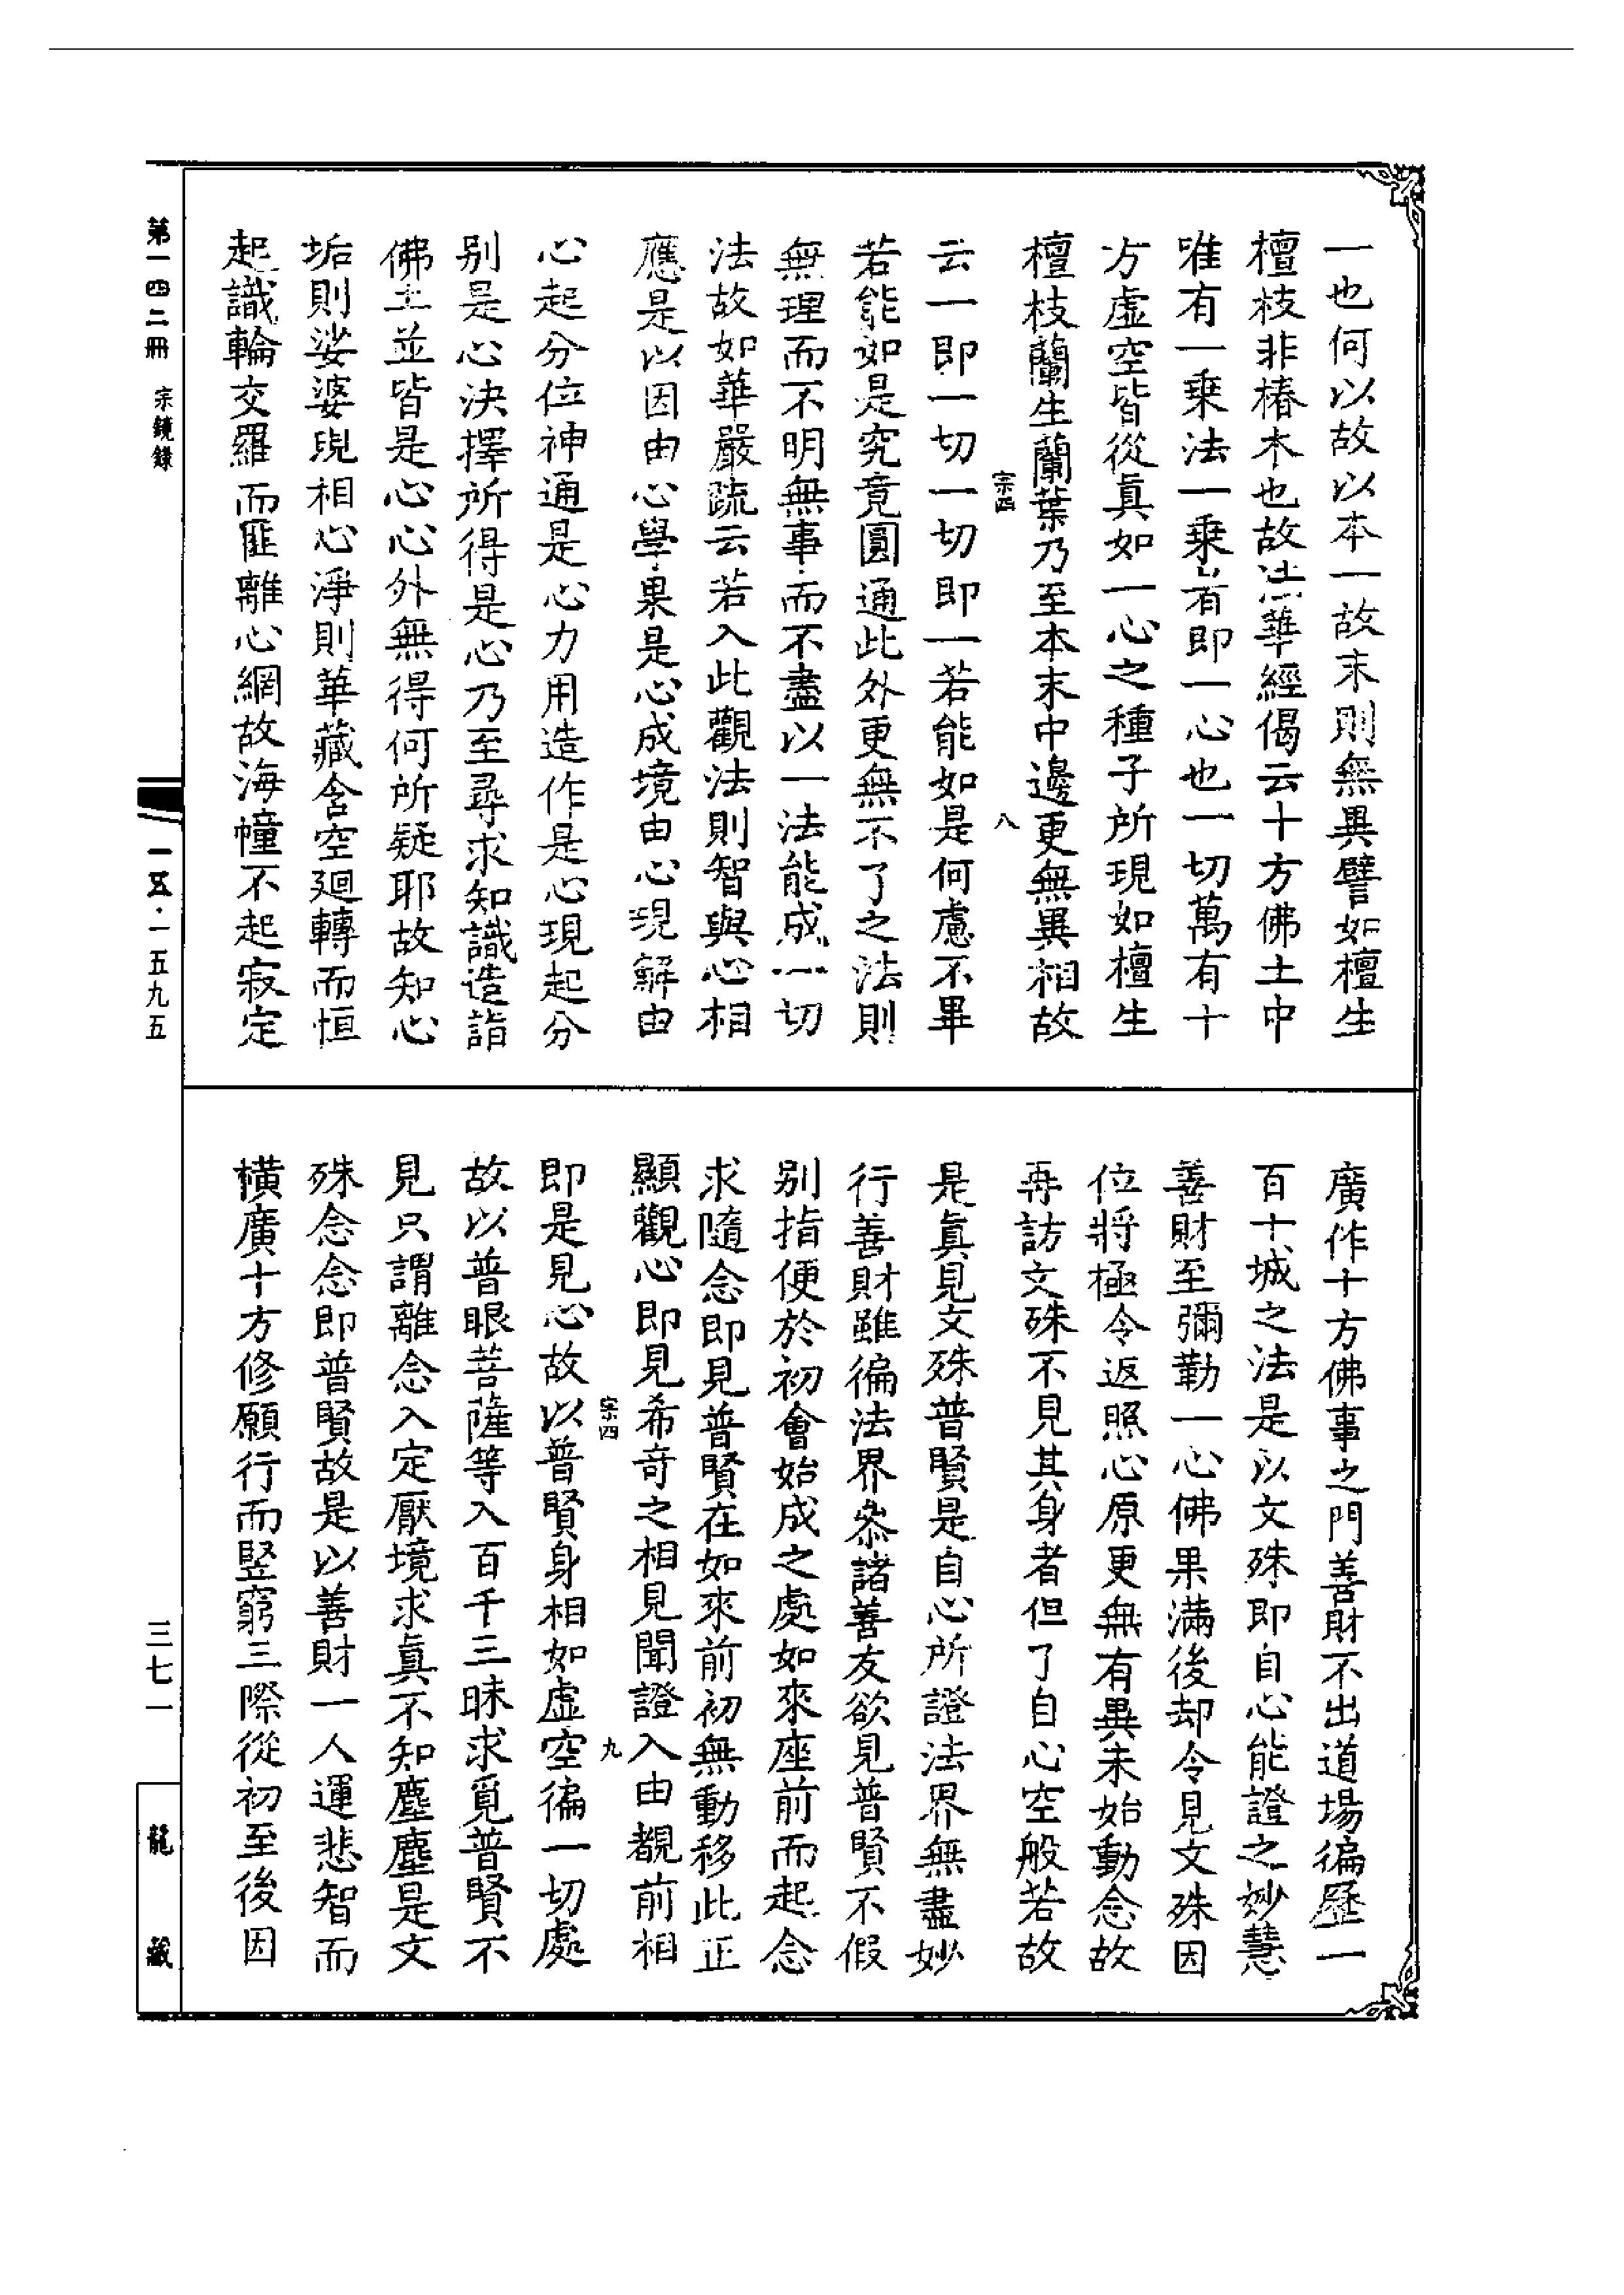 一也何以故以本一故末則無異譬如檀生
檀枝非椿木也故法華經偈云十方佛土中
唯有一乗法一乗者即一心也一切萬有十
方虛空皆從真如一心之種子所現如檀生
檀枝蘭生蘭葉乃至本末中邊更無異相故
宗四 八
云一即一切一切即一若能如是何慮不畢
若能如是究竟圓通此外更無不了之法則
無理而不明無事而不盡以一法能成一切
法故如華嚴疏云若入此觀法則智與心相
應是以因由心學果是心成境由心現解由
心起分位神通是心力用造作是心現起分
別是心決擇所得是心乃至尋求知識造詣
佛土並皆是心心外無得何所疑耶故知心
垢則娑婆現相心淨則華藏含空廻轉而恒
起識輪交羅而匪離心網故海幢不起寂定
廣作十方佛事之門善財不出道場徧歷一
百十城之法是以文殊即自心能證之妙慧
善財至彌勒一心佛果滿後却令見文殊因
位將極令返照心原更無有異未始動念故
再訪文殊不見其身者但了自心空般若故
是真見文殊普賢是自心所證法界無盡妙
行善財雖徧法界叅諸善友欲見普賢不假
別指便於初會始成之處如來座前而起念
求隨念即見普賢在如來前初無動移此正
顯觀心即見希奇之相見聞證入由覩前相
宗四 九
即是見心故以普賢身相如虛空徧一切處
故以普眼菩薩等入百千三昧求覓普賢不
見只謂離念入定厭境求真不知塵塵是文
殊念念即普賢故是以善財一人運悲智而
橫廣十方修願行而竪窮三際從初至後因
第一四二冊 宗鏡錄
一五·一五九五
三七一
龍藏